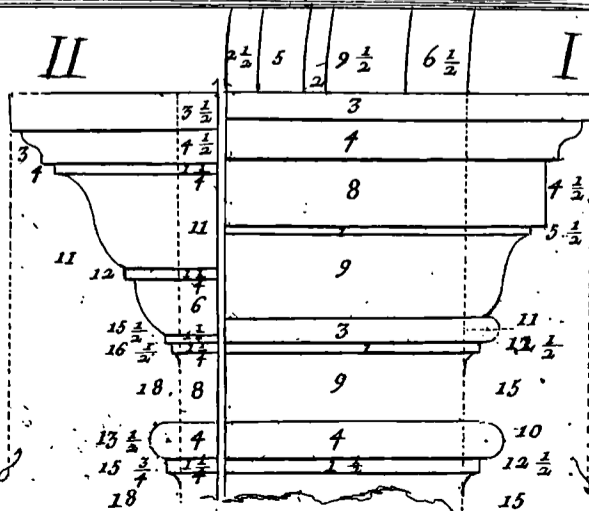 II 2 1/2 5 2 9 1/2 6 1/2 I
3 1/2 3
3 4 1/2 4
4 1 1/4 8 4 1/2
11 11 1 5 1/2
12 1 1/4 9
6
15 1/2 1 1/4 3 11
16 1/2 1 1/4 1 12 1/2
18 8 9 15
13 1/2 4 4 10
15 3/4 1 1/4 1 1/4 12 1/2
18 15